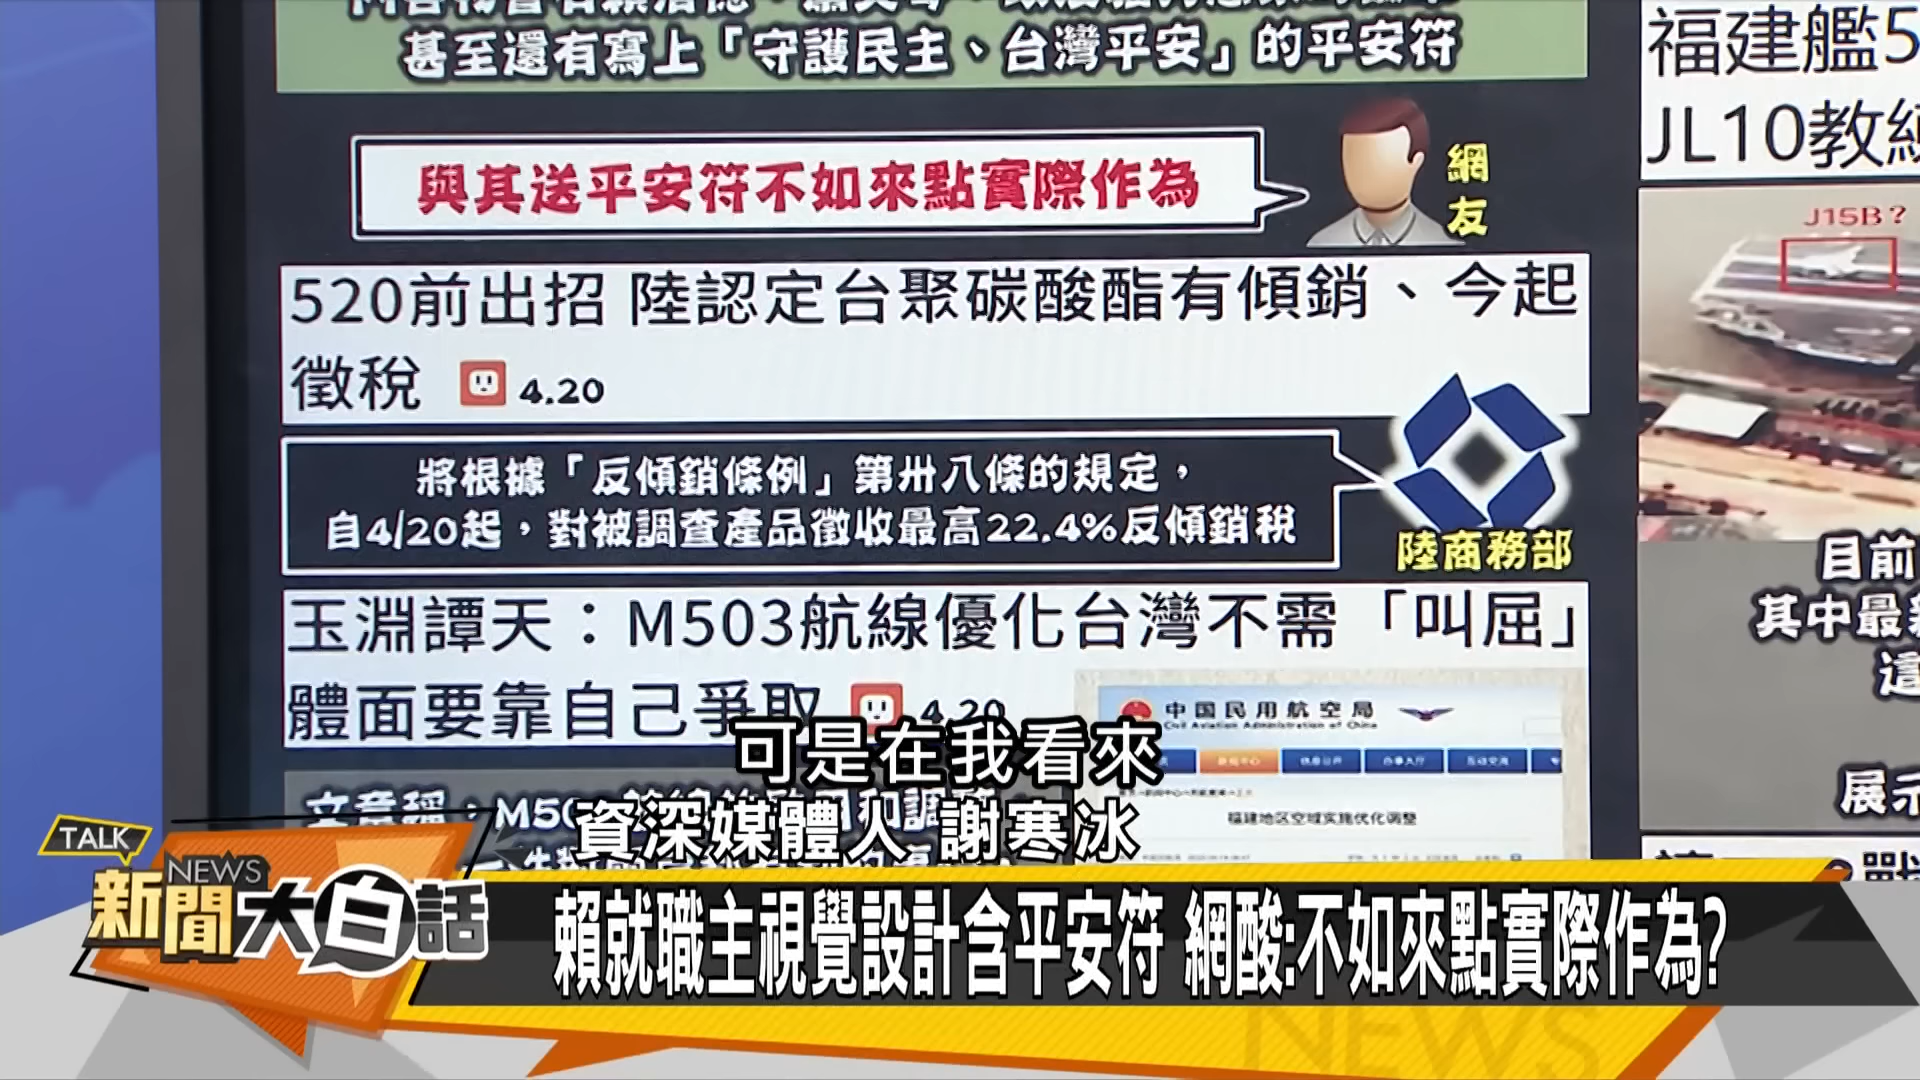 甚至還有寫上「守護民主、台灣平安」的平安符
與其送平安符不如來點實際作為
網友
520前出招 陸認定台聚碳酸酯有傾銷、今起
徵稅 4.20
將根據「反傾銷條例」第卅八條的規定，
自4/20起，對被調查產品徵收最高22.4%反傾銷稅
陸商務部
玉淵譚天：M503航線優化台灣不需「叫屈」
體面要靠自己爭取 4.20
中国民用航空局
Civil Aviation Administration of China
福建地区空域实施优化调整
福建艦5
JL10教練
J15B？
目前
其中最新
這
展示
可是在我看來
資深媒體人 謝寒冰
TALK
NEWS
新聞大白話
賴就職主視覺設計含平安符 網酸:不如來點實際作為?
NEWS